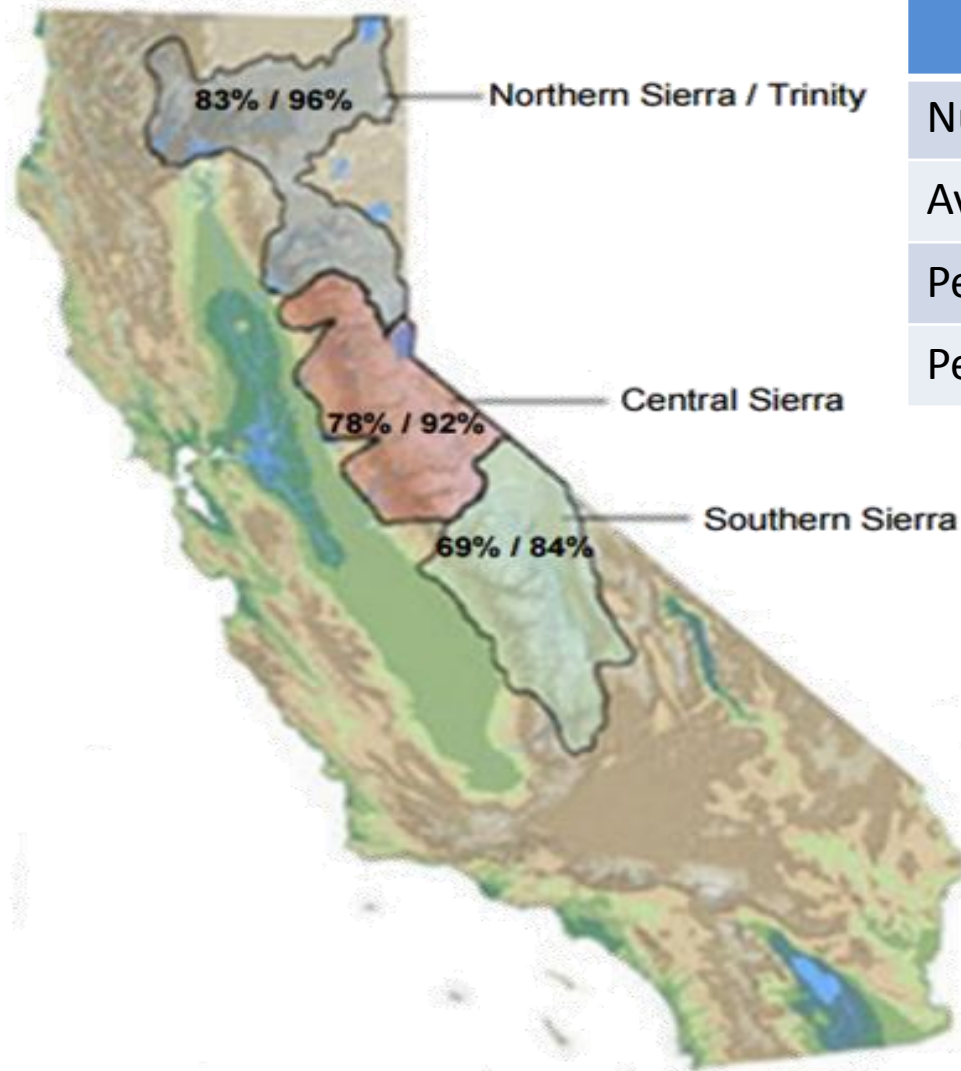 83% / 96%
Northern Sierra / Trinity
78% / 92%
Central Sierra
69% / 84%
Southern Sierra